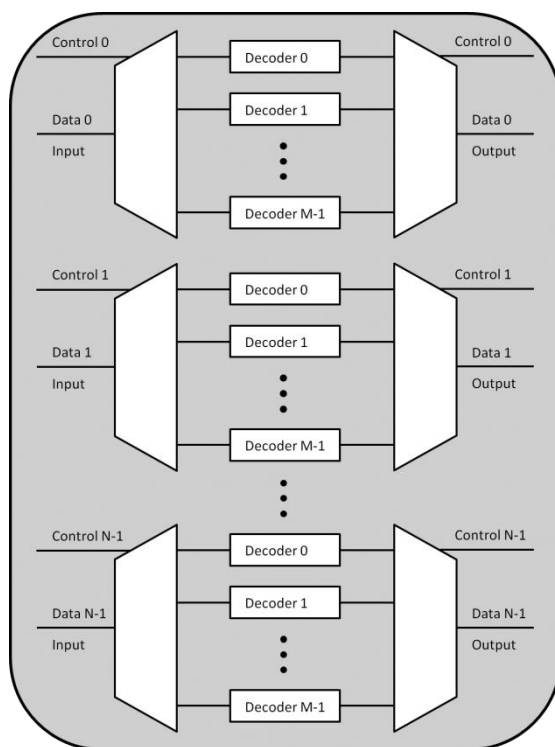 Control 0
Decoder 0
Control 0
Data 0
Decoder 1
Data 0
Input
Output
Decoder M-1
Control 1
Decoder 0
Control 1
Data 1
Decoder 1
Data 1
Input
Output
Decoder M-1
Control N-1
Decoder 0
Control N-1
Data N-1
Decoder 1
Data N-1
Input
Output
Decoder M-1